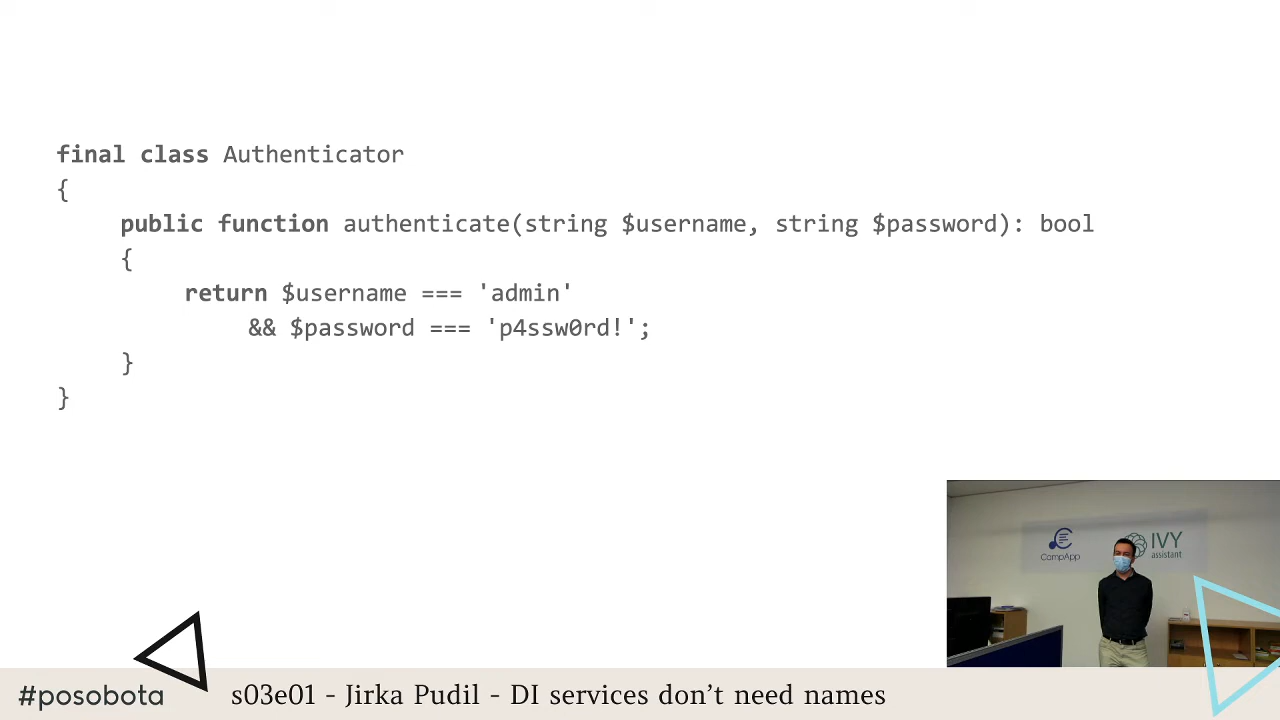 final class Authenticator
{
public function authenticate(string $username, string $password): bool
{
return $username === 'admin'
&& $password === 'p4ssw0rd!';
}
}
CompApp
IVY
assistant
#posobota
s03e01 - Jirka Pudil - DI services don’t need names